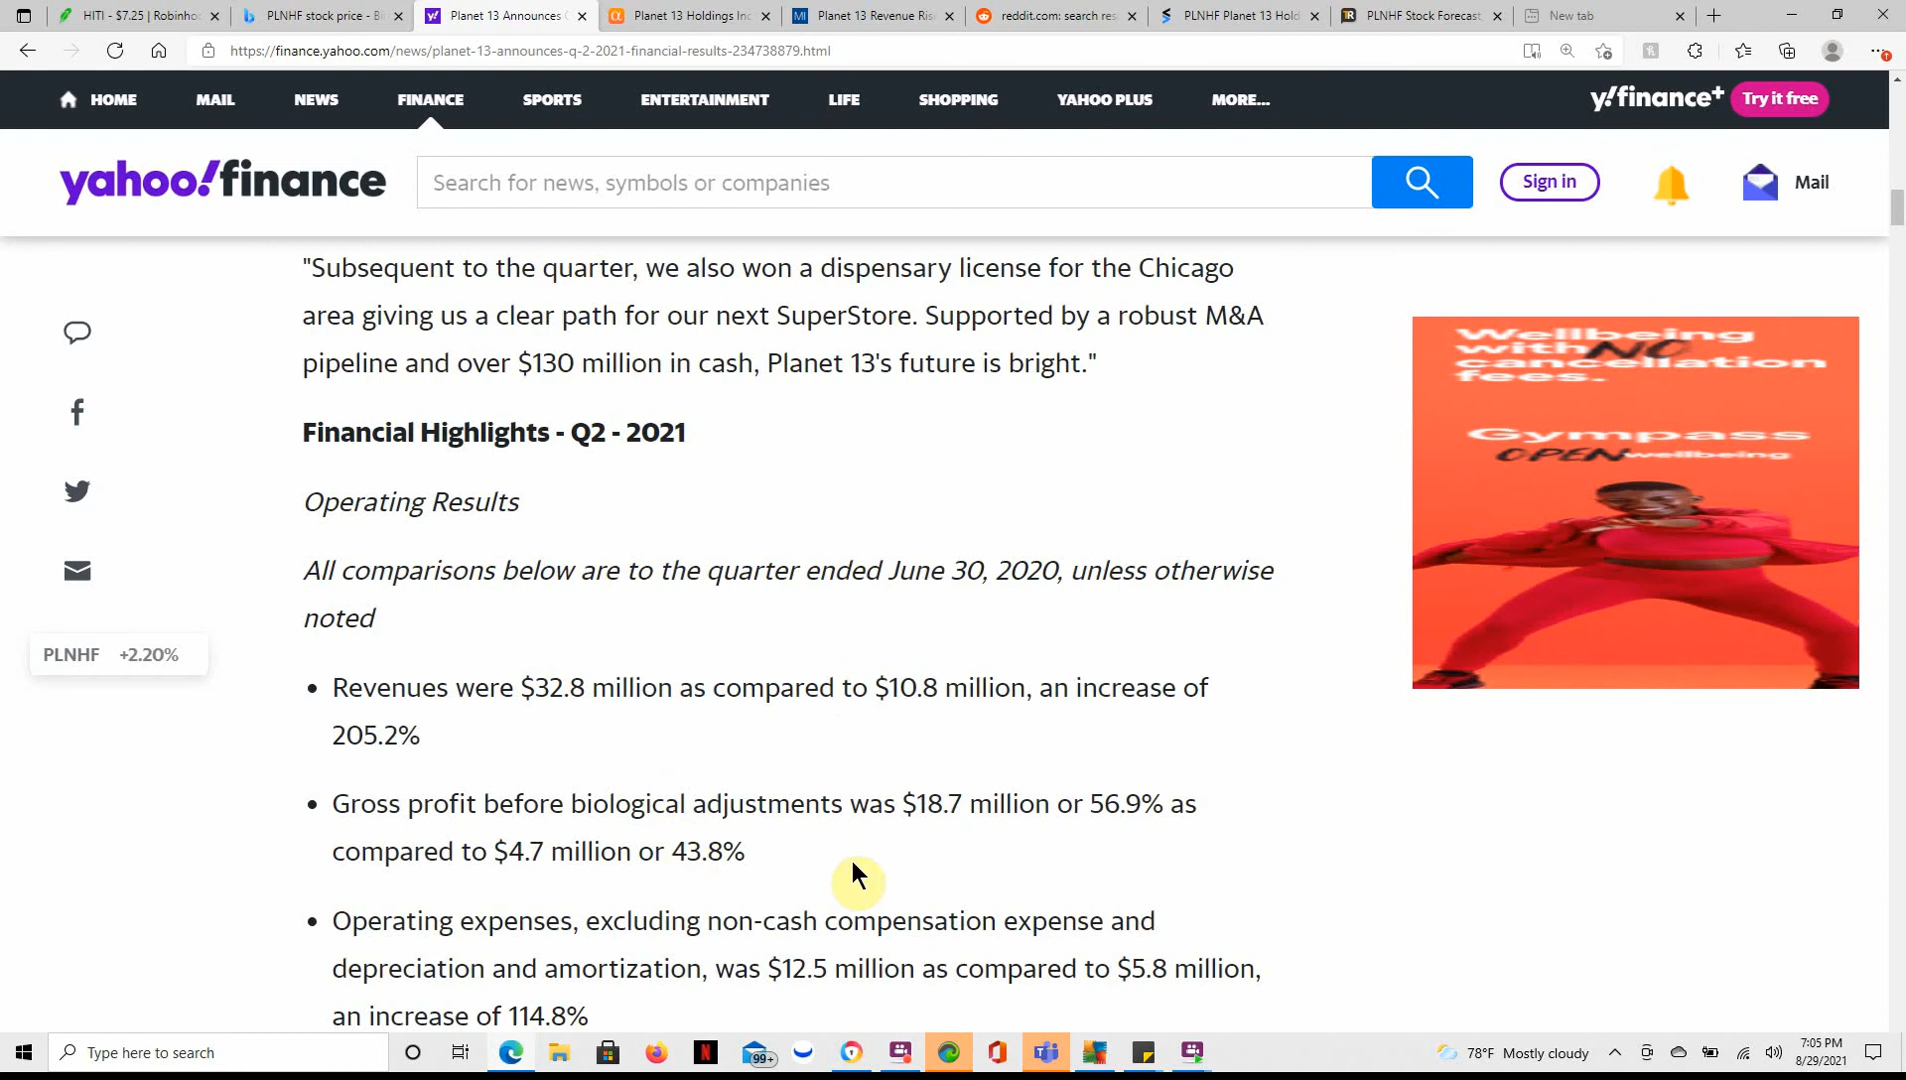 HITI - $7.25 | Robinho
PLNHF stock price - Bi
Planet 13 Announces
Planet 13 Holdings Inc
Planet 13 Revenue Ris
reddit.com: search res
PLNHF Planet 13 Hold
PLNHF Stock Forecast,
New tab
https://finance.yahoo.com/news/planet-13-announces-q-2-2021-financial-results-234738879.html
HOME MAIL NEWS FINANCE SPORTS ENTERTAINMENT LIFE SHOPPING YAHOO PLUS MORE...
y!finance+ Try it free
yahoo!finance
Search for news, symbols or companies
Sign in
Mail
"Subsequent to the quarter, we also won a dispensary license for the Chicago
area giving us a clear path for our next SuperStore. Supported by a robust M&A
pipeline and over $130 million in cash, Planet 13's future is bright."
Financial Highlights - Q2 - 2021
Operating Results
All comparisons below are to the quarter ended June 30, 2020, unless otherwise
noted
PLNHF +2.20%
• Revenues were $32.8 million as compared to $10.8 million, an increase of
205.2%
• Gross profit before biological adjustments was $18.7 million or 56.9% as
compared to $4.7 million or 43.8%
• Operating expenses, excluding non-cash compensation expense and
depreciation and amortization, was $12.5 million as compared to $5.8 million,
an increase of 114.8%
Wellbeing
with NO
cancellation
fees.
Gympass
OPEN wellbeing
Type here to search
99+
78°F Mostly cloudy
7:05 PM
8/29/2021